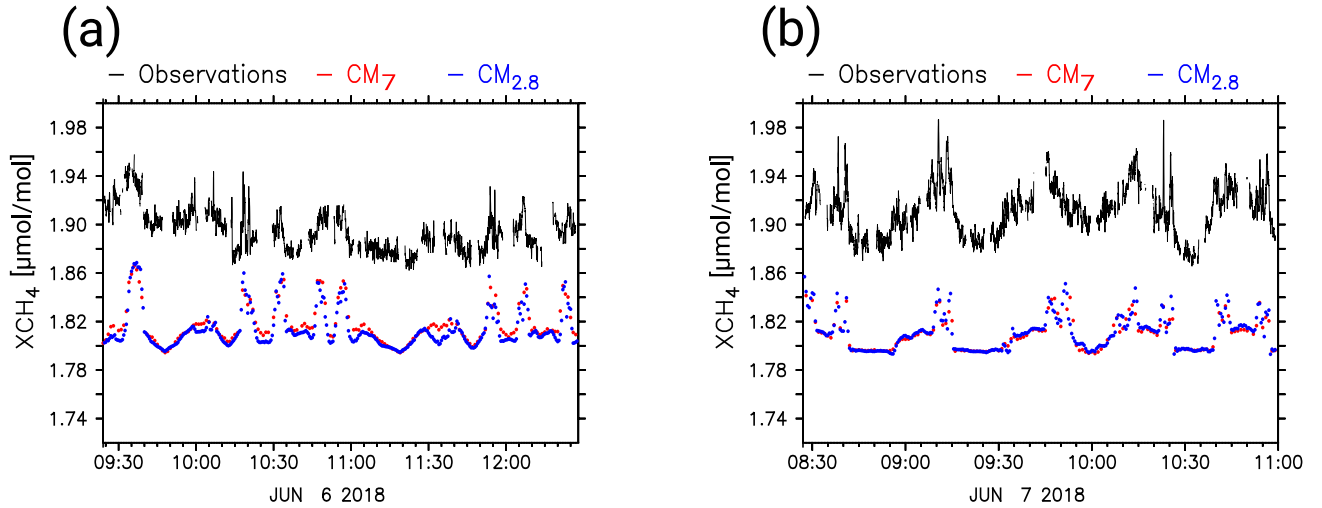 (a)
— Observations — CM7 — CM2.8
XCH4 [μmol/mol]
1.98
1.94
1.90
1.86
1.82
1.78
1.74
09:30 10:00 10:30 11:00 11:30 12:00
JUN 6 2018
(b)
— Observations — CM7 — CM2.8
XCH4 [μmol/mol]
1.98
1.94
1.90
1.86
1.82
1.78
1.74
08:30 09:00 09:30 10:00 10:30 11:00
JUN 7 2018